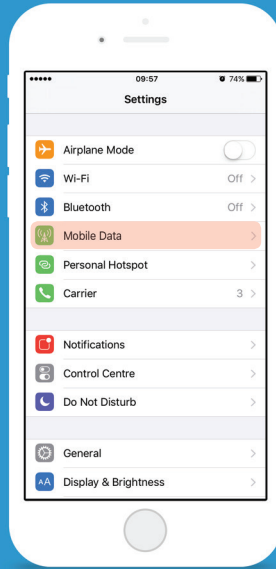 09:57
74%
Settings
Airplane Mode
Wi-Fi Off
Bluetooth Off
Mobile Data
Personal Hotspot
Carrier 3
Notifications
Control Centre
Do Not Disturb
General
AA Display & Brightness